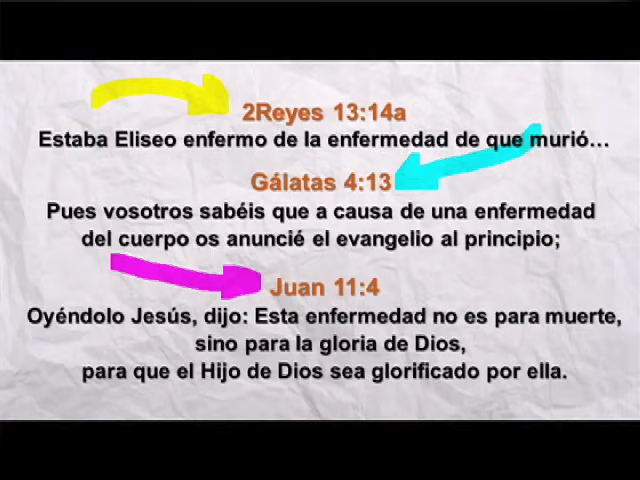 2Reyes 13:14a
Estaba Eliseo enfermo de la enfermedad de que murió...
Gálatas 4:13
Pues vosotros sabéis que a causa de una enfermedad
del cuerpo os anuncié el evangelio al principio;
Juan 11:4
Oyéndolo Jesús, dijo: Esta enfermedad no es para muerte,
sino para la gloria de Dios,
para que el Hijo de Dios sea glorificado por ella.